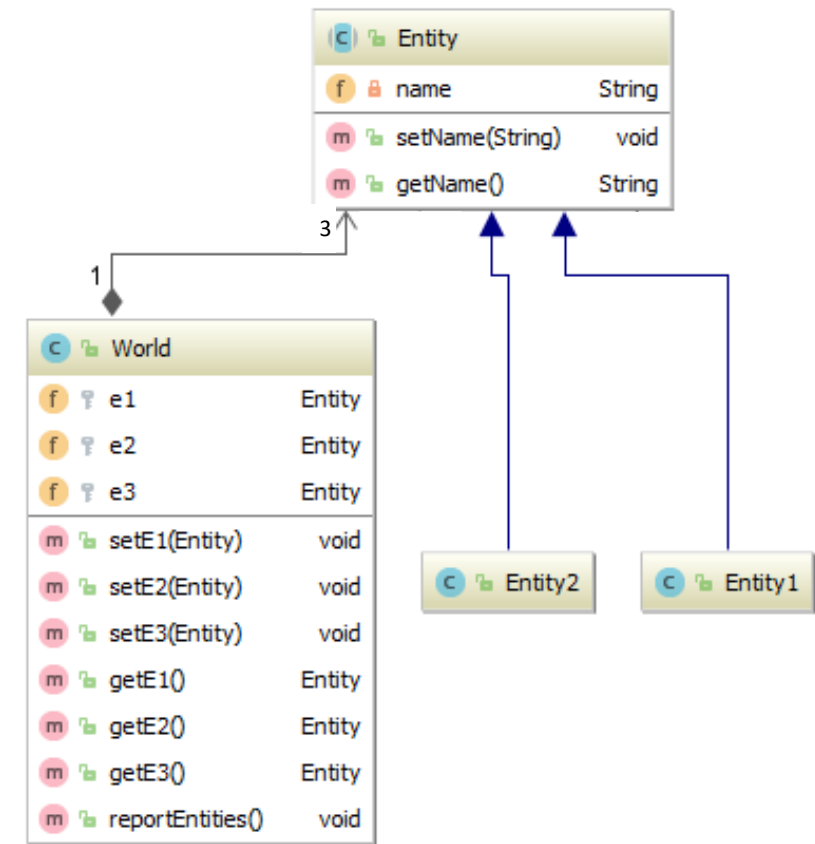 C Entity
f name String
m setName(String) void
m getName() String
3
1
C World
f e1 Entity
f e2 Entity
f e3 Entity
m setE1(Entity) void
m setE2(Entity) void
m setE3(Entity) void
m getE1() Entity
m getE2() Entity
m getE3() Entity
m reportEntities() void
C Entity2
C Entity1